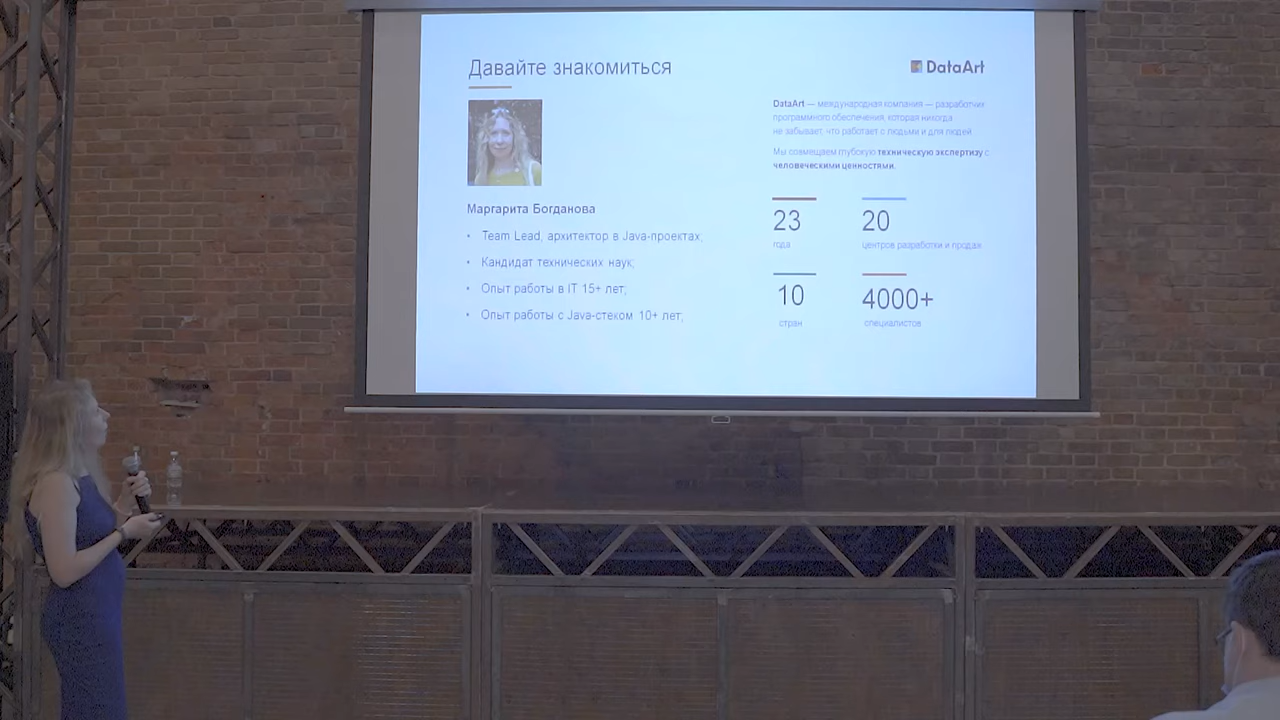 Давайте знакомиться
DataArt
Маргарита Богданова
• Team Lead, архитектор в Java-проектах;
• Кандидат технических наук;
• Опыт работы в IT 15+ лет;
• Опыт работы с Java-стеком 10+ лет;
DataArt — международная компания — разработчик
программного обеспечения, которая никогда
не забывает, что работает с людьми и для людей.
Мы совмещаем глубокую техническую экспертизу с
человеческими ценностями.
23
года
20
центров разработки и продаж
10
стран
4000+
специалистов